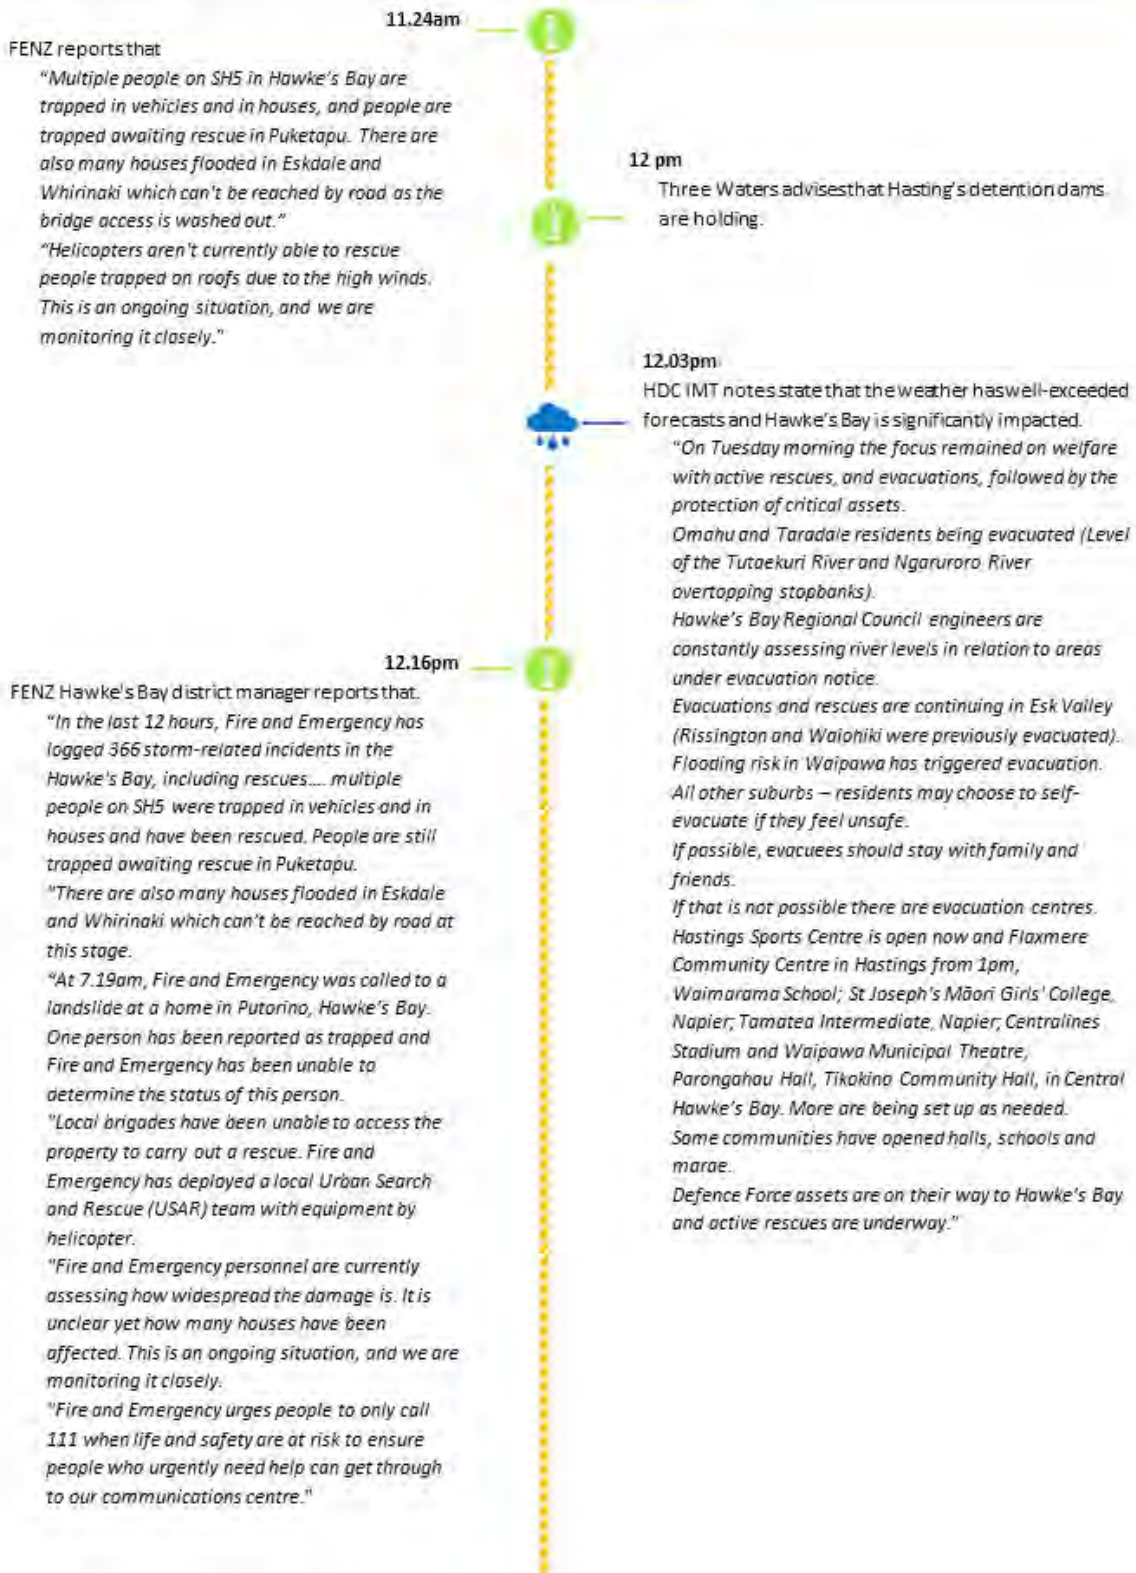 11.24am
FENZ reports that
"Multiple people on SH5 in Hawke's Bay are
trapped in vehicles and in houses, and people are
trapped awaiting rescue in Puketapu. There are
also many houses flooded in Eskdale and
Whirinaki which can't be reached by road as the
bridge access is washed out."
"Helicopters aren't currently able to rescue
people trapped on roofs due to the high winds.
This is an ongoing situation, and we are
monitoring it closely."
12 pm
Three Waters advises that Hasting's detention dams
are holding.
12.03pm
HDC IMT notes state that the weather has well-exceeded
forecasts and Hawke's Bay is significantly impacted.
"On Tuesday morning the focus remained on welfare
with active rescues, and evacuations, followed by the
protection of critical assets.
Omahu and Taradale residents being evacuated (Level
of the Tutaekuri River and Ngaruroro River
overtopping stopbanks).
Hawke's Bay Regional Council engineers are
constantly assessing river levels in relation to areas
under evacuation notice.
Evacuations and rescues are continuing in Esk Valley
(Rissington and Waiohiki were previously evacuated).
Flooding risk in Waipawa has triggered evacuation.
All other suburbs – residents may choose to self-
evacuate if they feel unsafe.
If possible, evacuees should stay with family and
friends.
If that is not possible there are evacuation centres.
Hastings Sports Centre is open now and Flaxmere
Community Centre in Hastings from 1pm,
Waimarama School; St Joseph's Māori Girls' College,
Napier; Tamatea Intermediate, Napier; Centralines
Stadium and Waipawa Municipal Theatre,
Porongahau Hall, Tikokino Community Hall, in Central
Hawke's Bay. More are being set up as needed.
Some communities have opened halls, schools and
marae.
Defence Force assets are on their way to Hawke's Bay
and active rescues are underway."
12.16pm
FENZ Hawke's Bay district manager reports that.
"In the last 12 hours, Fire and Emergency has
logged 366 storm-related incidents in the
Hawke's Bay, including rescues.... multiple
people on SH5 were trapped in vehicles and in
houses and have been rescued. People are still
trapped awaiting rescue in Puketapu.
"There are also many houses flooded in Eskdale
and Whirinaki which can't be reached by road at
this stage.
"At 7.19am, Fire and Emergency was called to a
landslide at a home in Putorino, Hawke's Bay.
One person has been reported as trapped and
Fire and Emergency has been unable to
determine the status of this person.
"Local brigades have been unable to access the
property to carry out a rescue. Fire and
Emergency has deployed a local Urban Search
and Rescue (USAR) team with equipment by
helicopter.
"Fire and Emergency personnel are currently
assessing how widespread the damage is. It is
unclear yet how many houses have been
affected. This is an ongoing situation, and we are
monitoring it closely.
"Fire and Emergency urges people to only call
111 when life and safety are at risk to ensure
people who urgently need help can get through
to our communications centre."